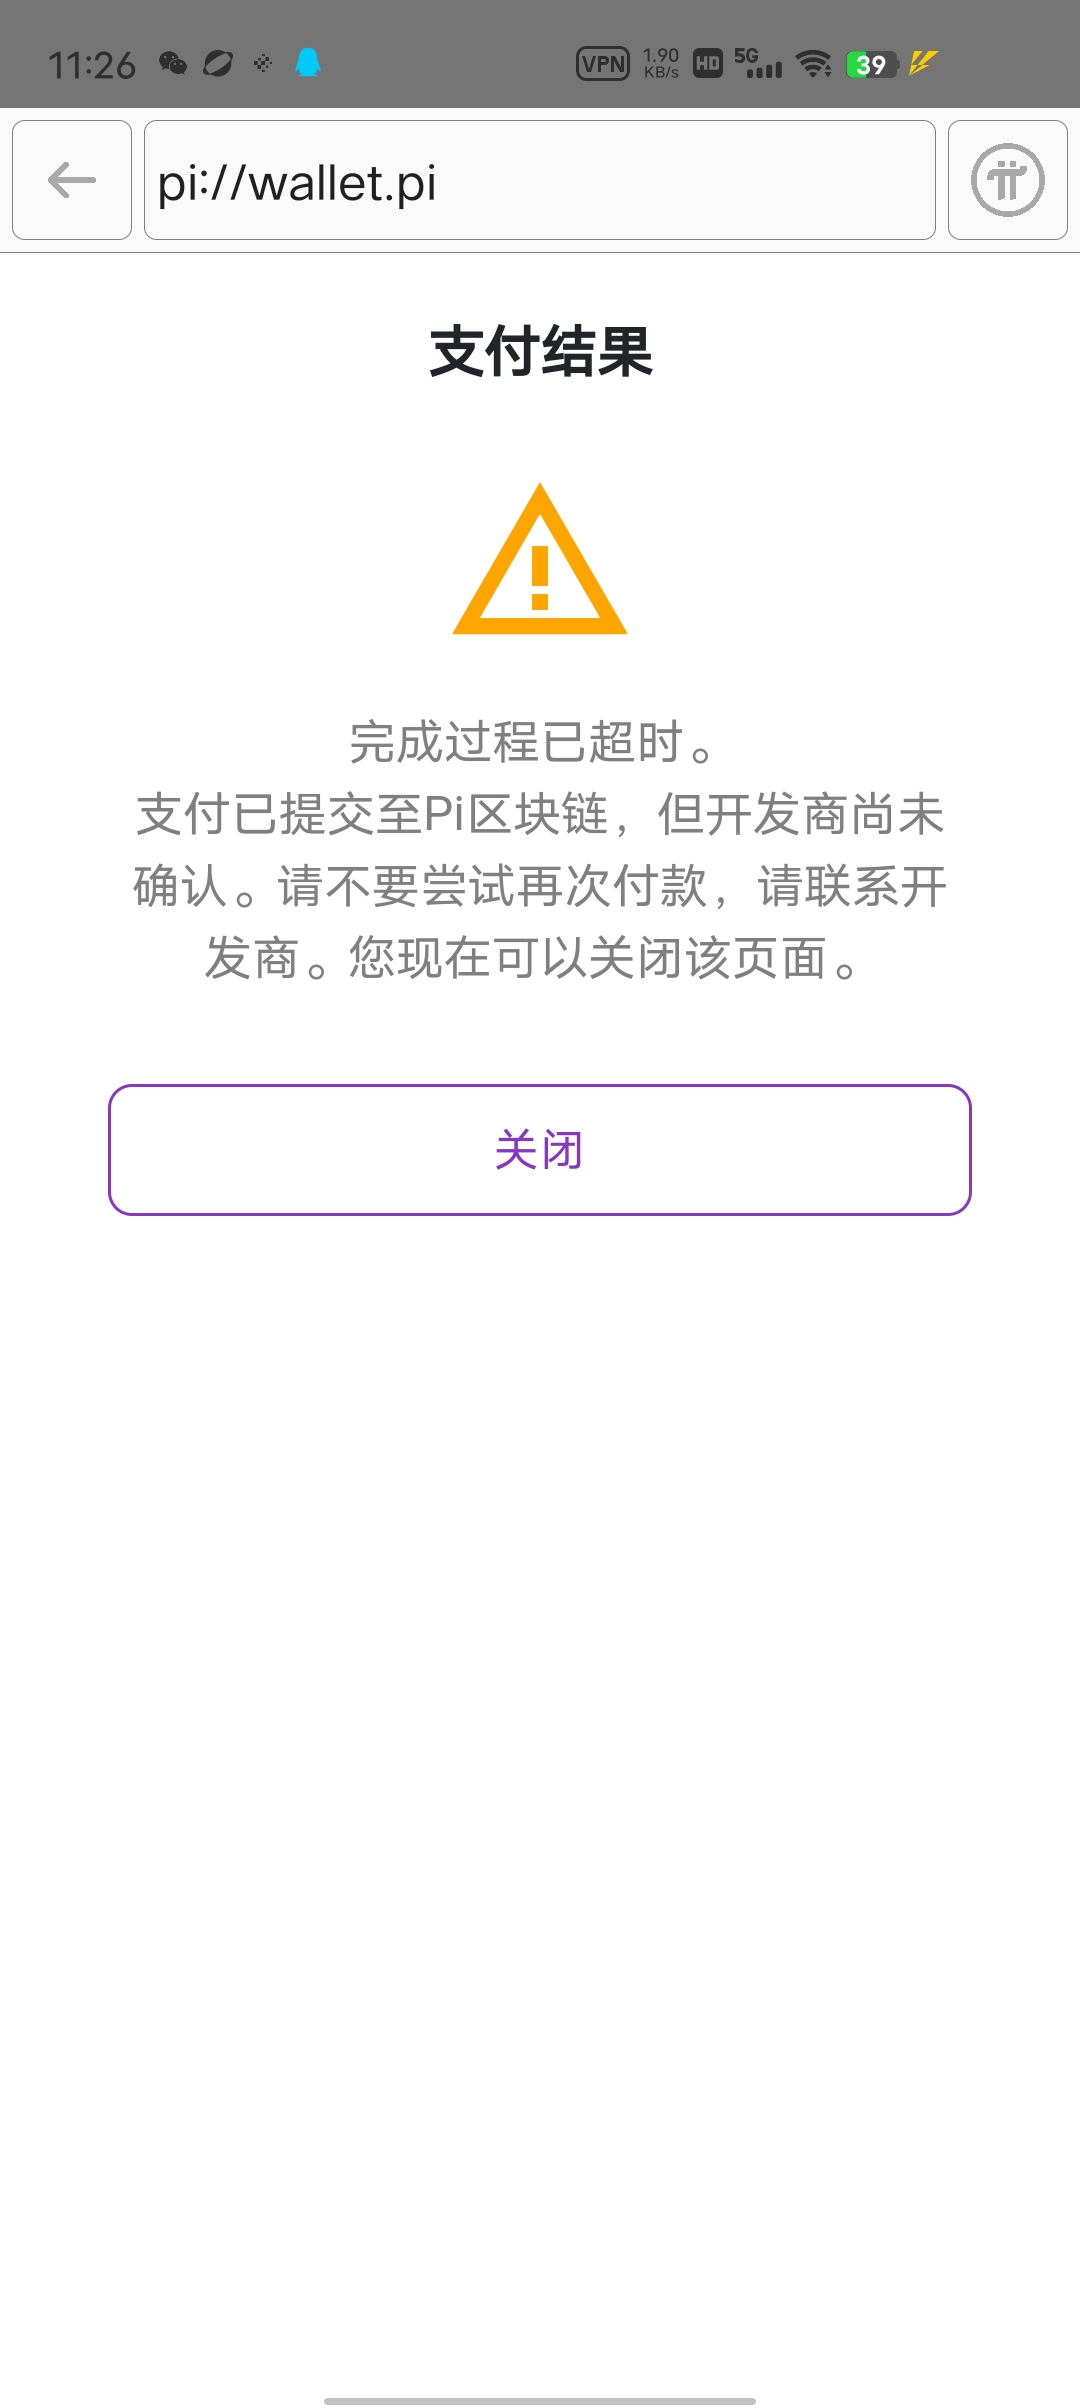 11:26
VPN
1.90
KB/s
HD
5G
39
pi://wallet.pi
支付结果
完成过程已超时。
支付已提交至Pi区块链，但开发商尚未
确认。请不要尝试再次付款，请联系开
发商。您现在可以关闭该页面。
关闭